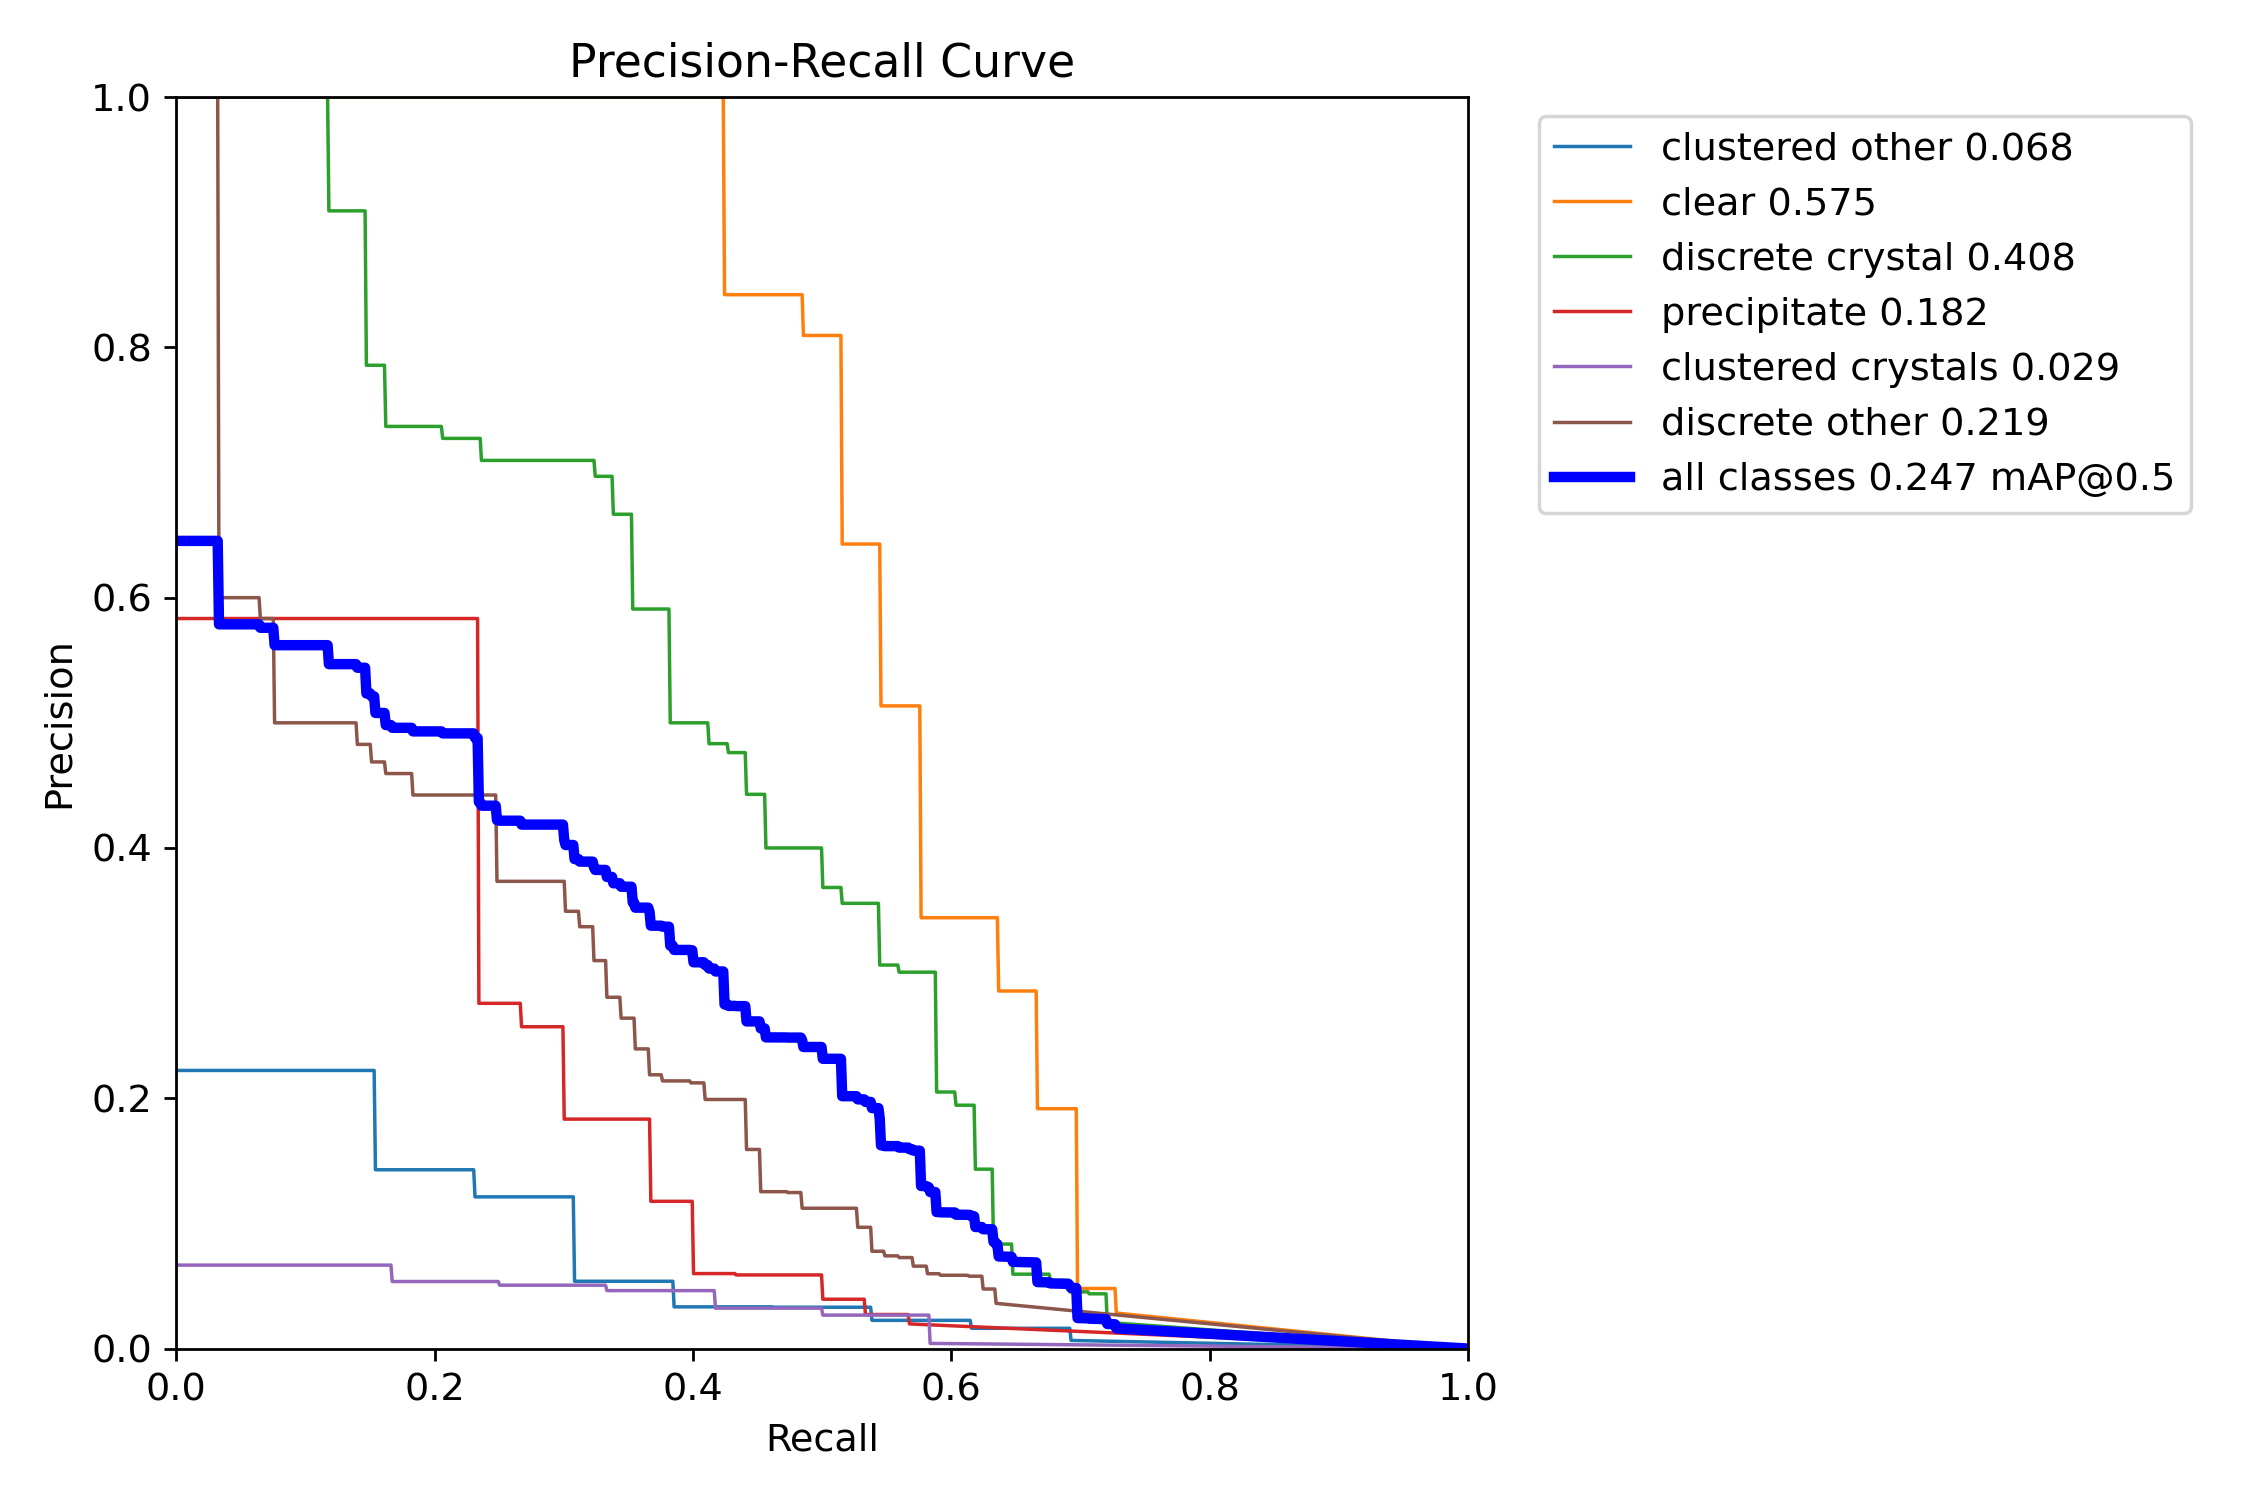 Precision-Recall Curve
1.0
0.8
0.6
0.4
0.2
0.0
Precision
0.0 0.2 0.4 0.6 0.8 1.0
Recall
clustered other 0.068
clear 0.575
discrete crystal 0.408
precipitate 0.182
clustered crystals 0.029
discrete other 0.219
all classes 0.247 mAP@0.5